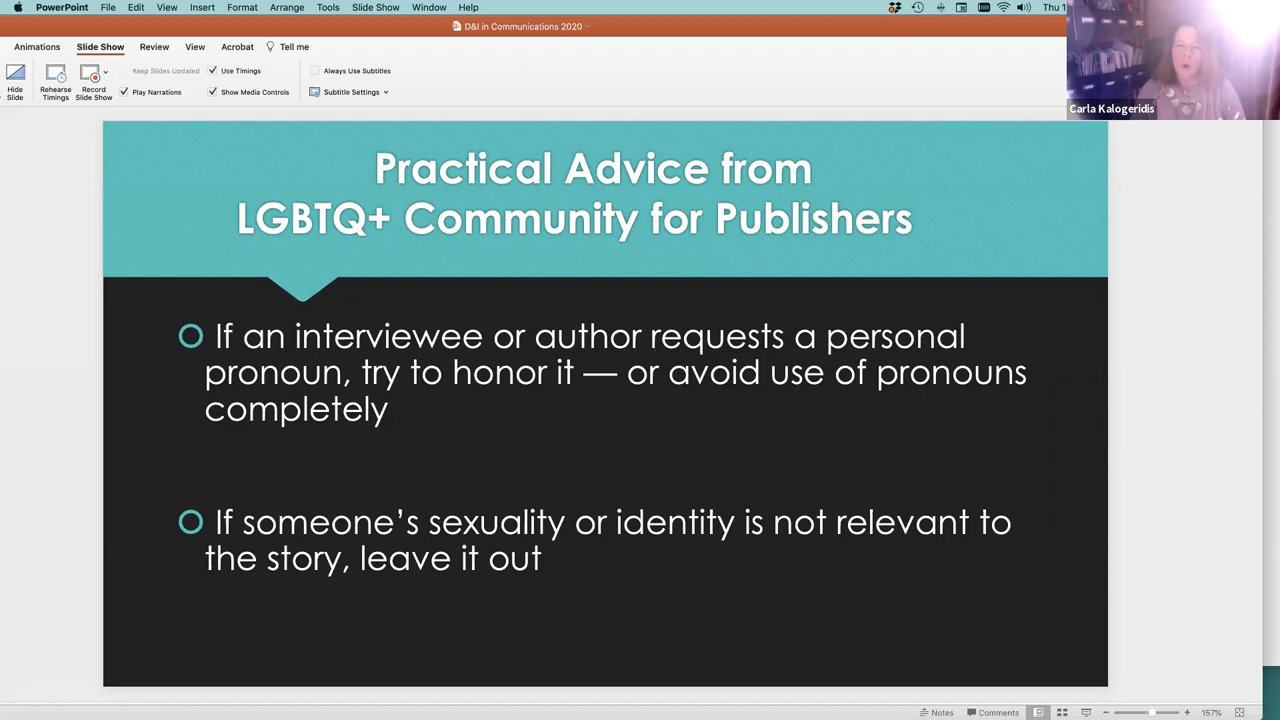 PowerPoint File Edit View Insert Format Arrange Tools Slide Show Window Help Thu 1
D&I in Communications 2020
Animations Slide Show Review View Acrobat Tell me
Keep Slides Updated Use Timings Always Use Subtitles
Hide Slide Rehearse Timings Record Slide Show Play Narrations Show Media Controls Subtitle Settings
Carla Kalogeridis
Practical Advice from
LGBTQ+ Community for Publishers
If an interviewee or author requests a personal
pronoun, try to honor it — or avoid use of pronouns
completely
If someone’s sexuality or identity is not relevant to
the story, leave it out
Notes Comments 157%